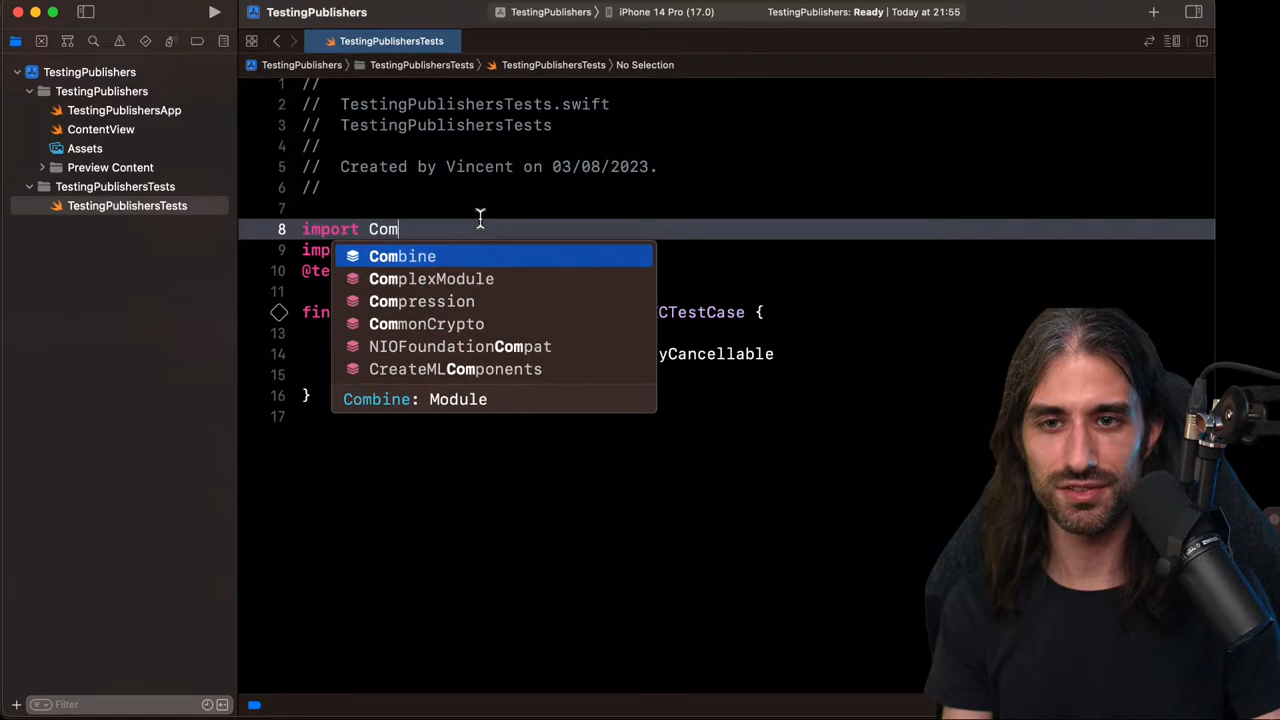 TestingPublishers
TestingPublishers
iPhone 14 Pro (17.0)
TestingPublishers: Ready | Today at 21:55
TestingPublishersTests
TestingPublishers
TestingPublishersTests
TestingPublishersTests
No Selection
TestingPublishers
TestingPublishers
TestingPublishersApp
ContentView
Assets
Preview Content
TestingPublishersTests
TestingPublishersTests
1 //
2 // TestingPublishersTests.swift
3 // TestingPublishersTests
4 //
5 // Created by Vincent on 03/08/2023.
6 //
7
8 import Com
9 imp
10 @te
11
12 fin CTestCase {
13
14 yCancellable
15
16 }
17
Combine
ComplexModule
Compression
CommonCrypto
NIOFoundationCompat
CreateMLComponents
Combine: Module
Filter